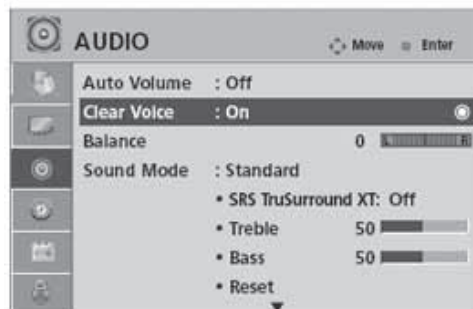 AUDIO Move Enter
Auto Volume : Off
Clear Voice : On
Balance 0 L R
Sound Mode : Standard
• SRS TruSurround XT: Off
• Treble 50
• Bass 50
• Reset